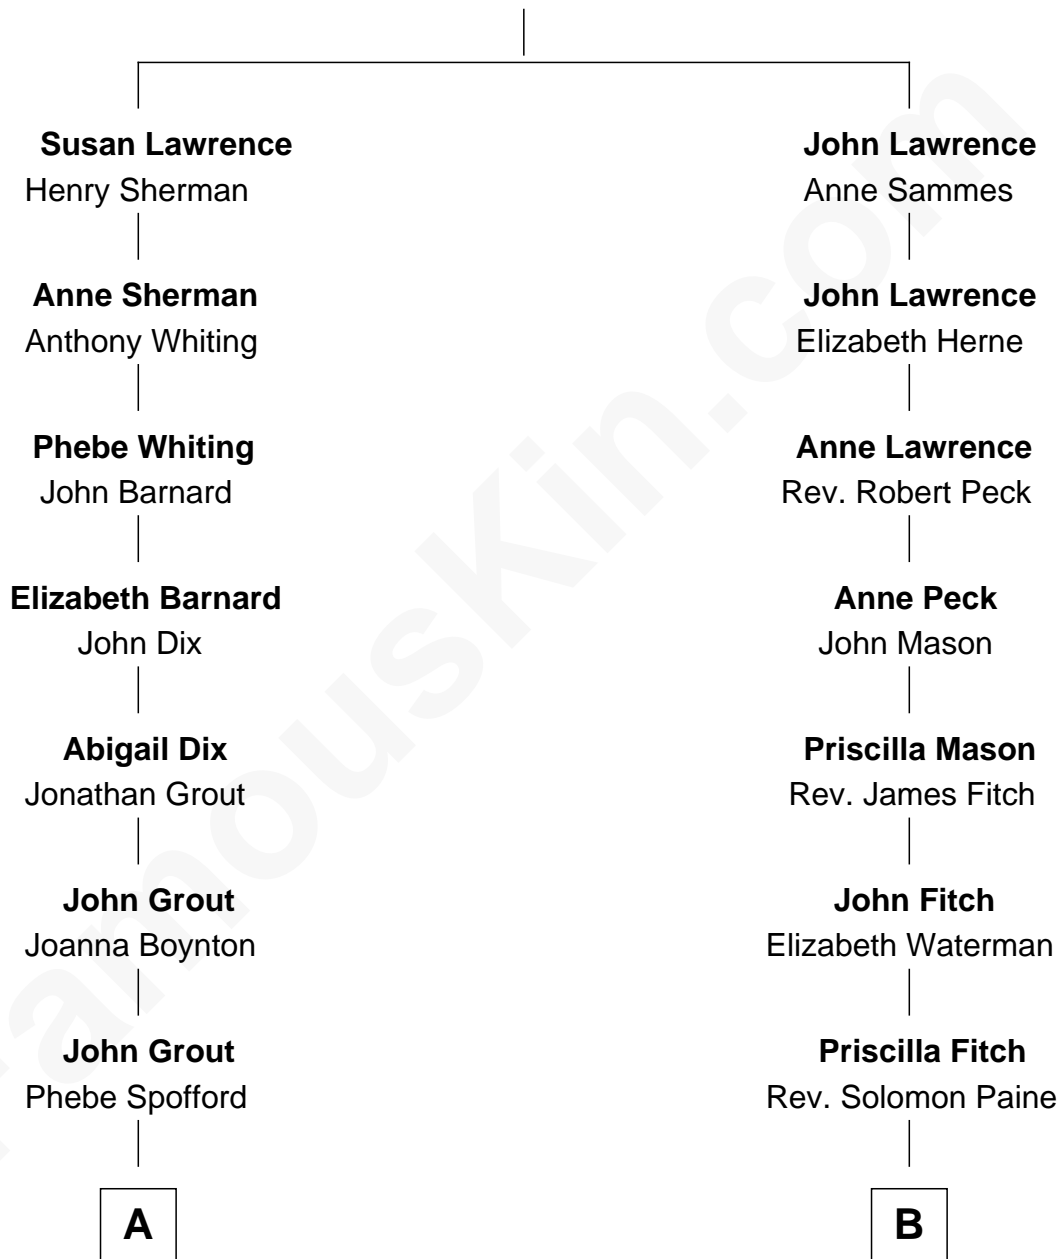 Susan Lawrence
Henry Sherman
Anne Sherman
Anthony Whiting
Phebe Whiting
John Barnard
Elizabeth Barnard
John Dix
Abigail Dix
Jonathan Grout
John Grout
Joanna Boynton
John Grout
Phebe Spofford
A
John Lawrence
Anne Sammes
John Lawrence
Elizabeth Herne
Anne Lawrence
Rev. Robert Peck
Anne Peck
John Mason
Priscilla Mason
Rev. James Fitch
John Fitch
Elizabeth Waterman
Priscilla Fitch
Rev. Solomon Paine
B
FamousKin.com